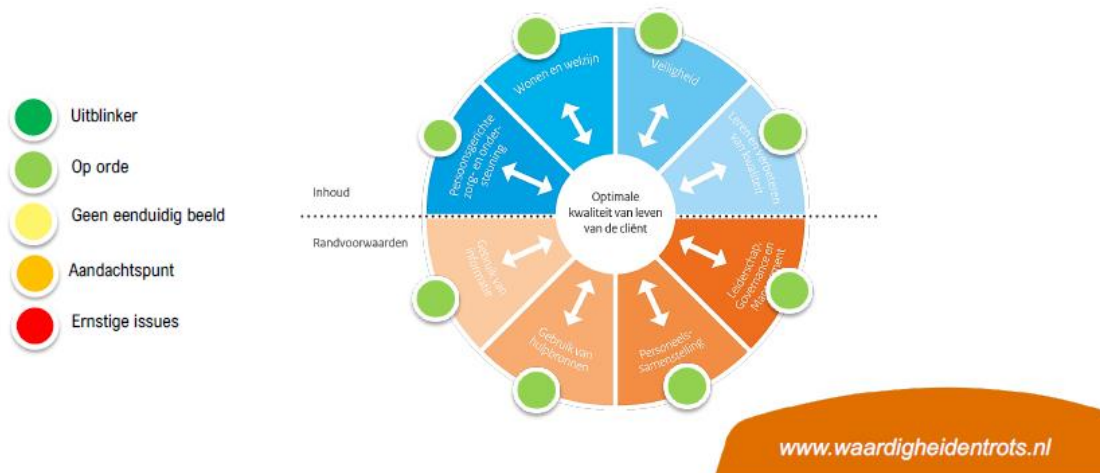 Uitblinker
Op orde
Geen eenduidig beeld
Aandachtspunt
Ernstige issues
Inhoud
Randvoorwaarden
Wonen en welzijn
Veiligheid
Persoonsgerichte
zorg- en onder-
steuning
Leren en verbeteren
van kwaliteit
Optimale
kwaliteit van leven
van de cliënt
Gebruik van
informatie
Leiderschap,
Governance en
Management
Gebruik van
hulpbronnen
Personeels-
samenstelling
www.waardigheidentrots.nl